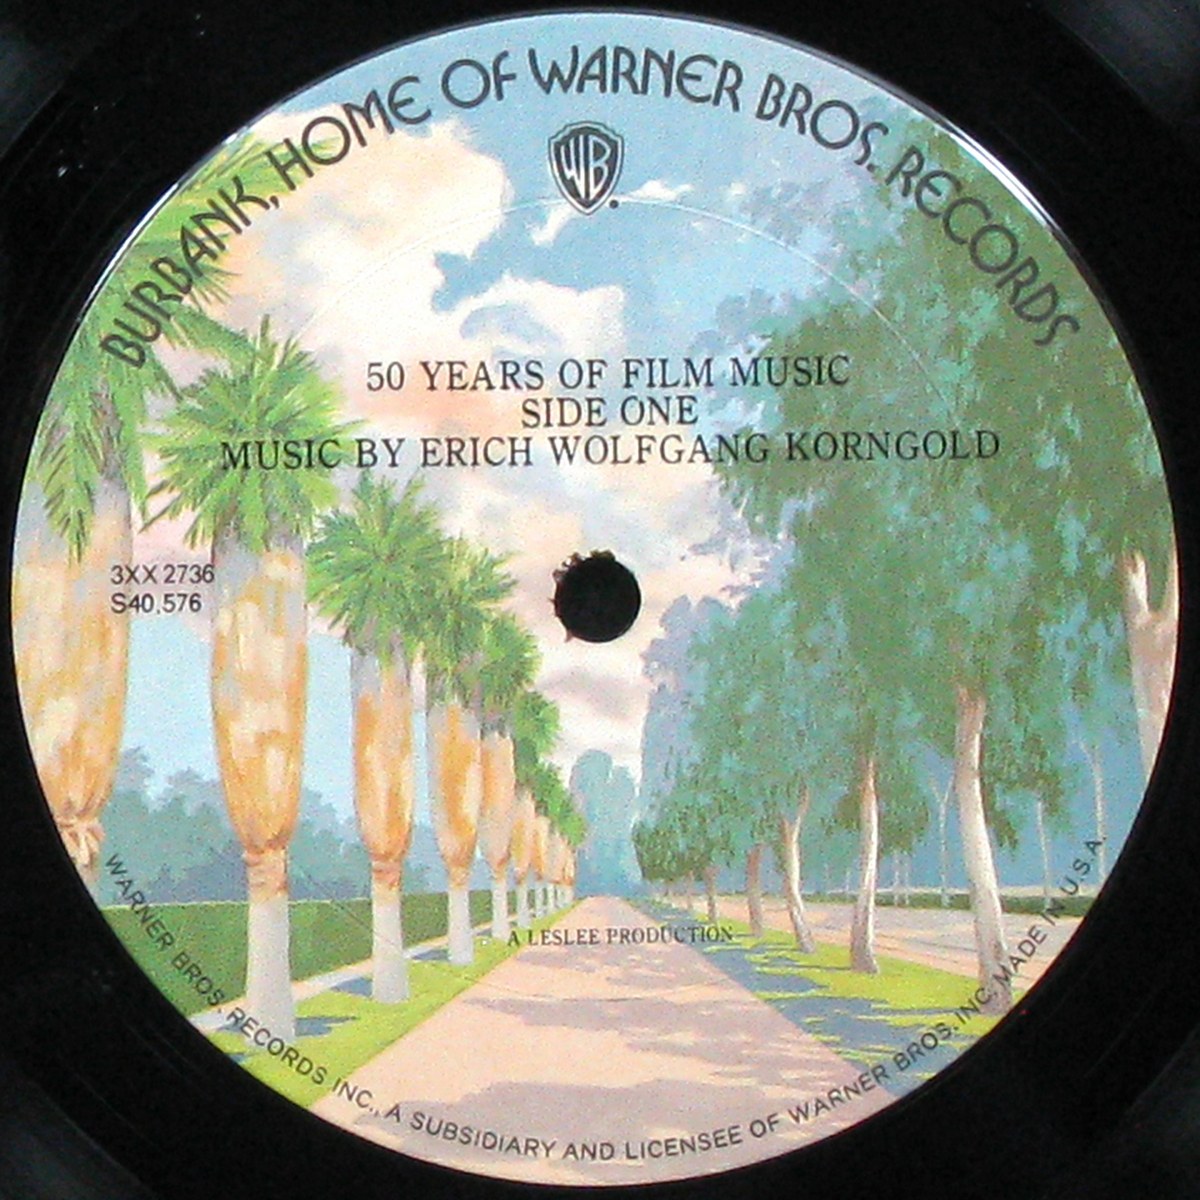 BURBANK, HOME OF WARNER BROS. RECORDS
WB
50 YEARS OF FILM MUSIC
SIDE ONE
MUSIC BY ERICH WOLFGANG KORNGOLD
3XX 2736
S40,576
A LESLEE PRODUCTION
WARNER BROS. RECORDS INC., A SUBSIDIARY AND LICENSEE OF WARNER BROS. INC. MADE IN U.S.A.